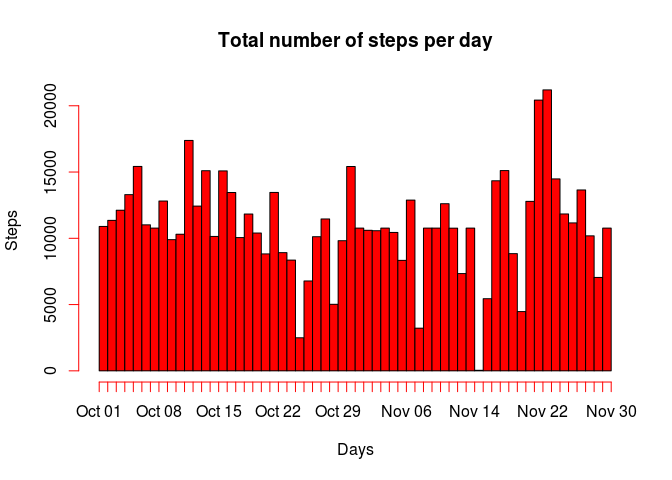 Total number of steps per day
Steps
20000
15000
10000
5000
0
Oct 01 Oct 08 Oct 15 Oct 22 Oct 29 Nov 06 Nov 14 Nov 22 Nov 30
Days